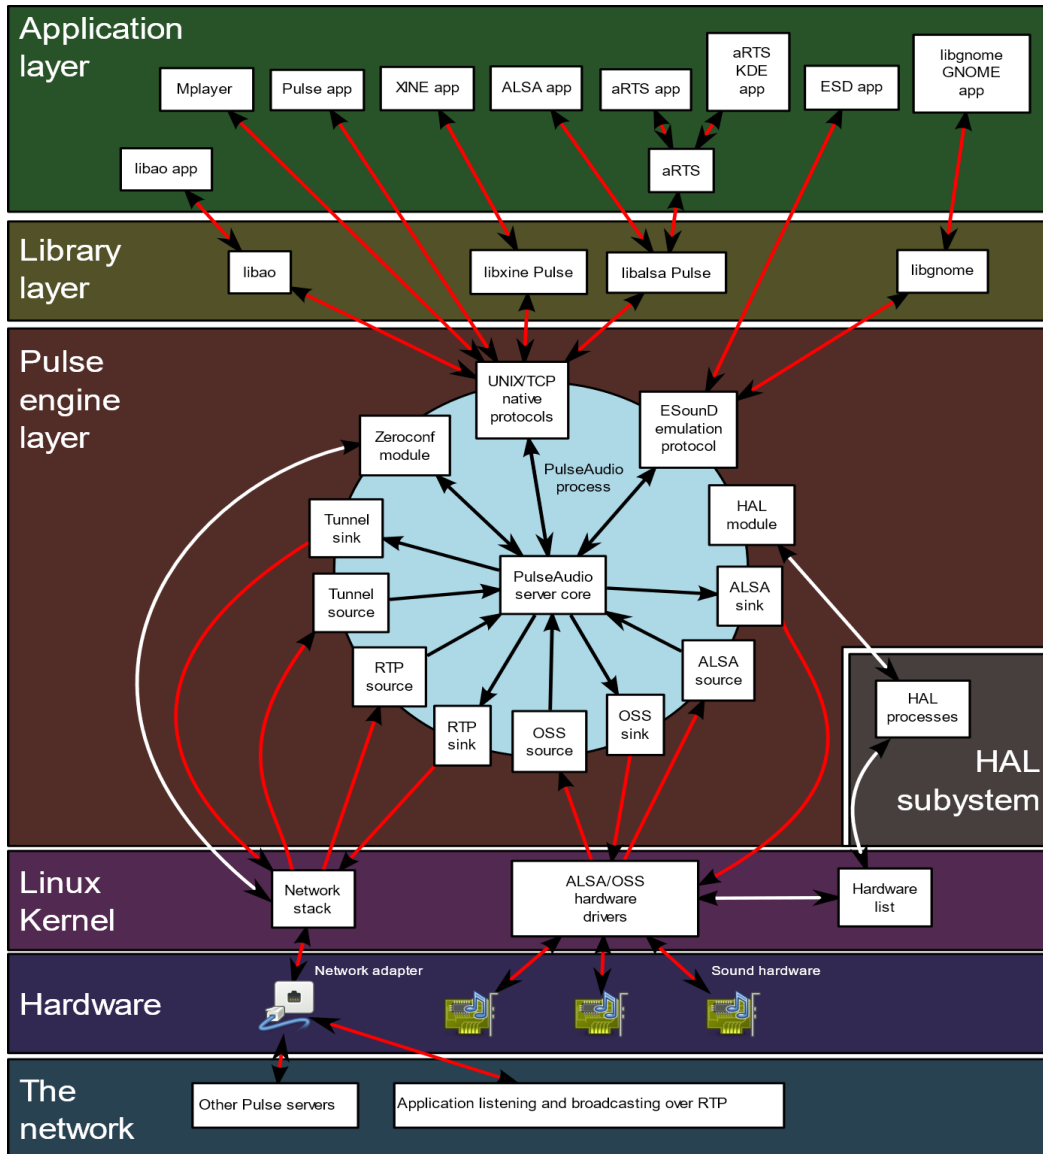 Application
layer
Mplayer
Pulse app
XINE app
ALSA app
aRTS app
aRTS
KDE
app
ESD app
libgnome
GNOME
app
libao app
aRTS
Library
layer
libao
libxine Pulse
libalsa Pulse
libgnome
Pulse
engine
layer
UNIX/TCP
native
protocols
ESounD
emulation
protocol
Zeroconf
module
PulseAudio
process
HAL
module
Tunnel
sink
PulseAudio
server core
ALSA
sink
Tunnel
source
RTP
source
ALSA
source
RTP
sink
OSS
source
OSS
sink
HAL
processes
HAL
subystem
Linux
Kernel
Network
stack
ALSA/OSS
hardware
drivers
Hardware
list
Hardware
Network adapter
Sound hardware
The
network
Other Pulse servers
Application listening and broadcasting over RTP